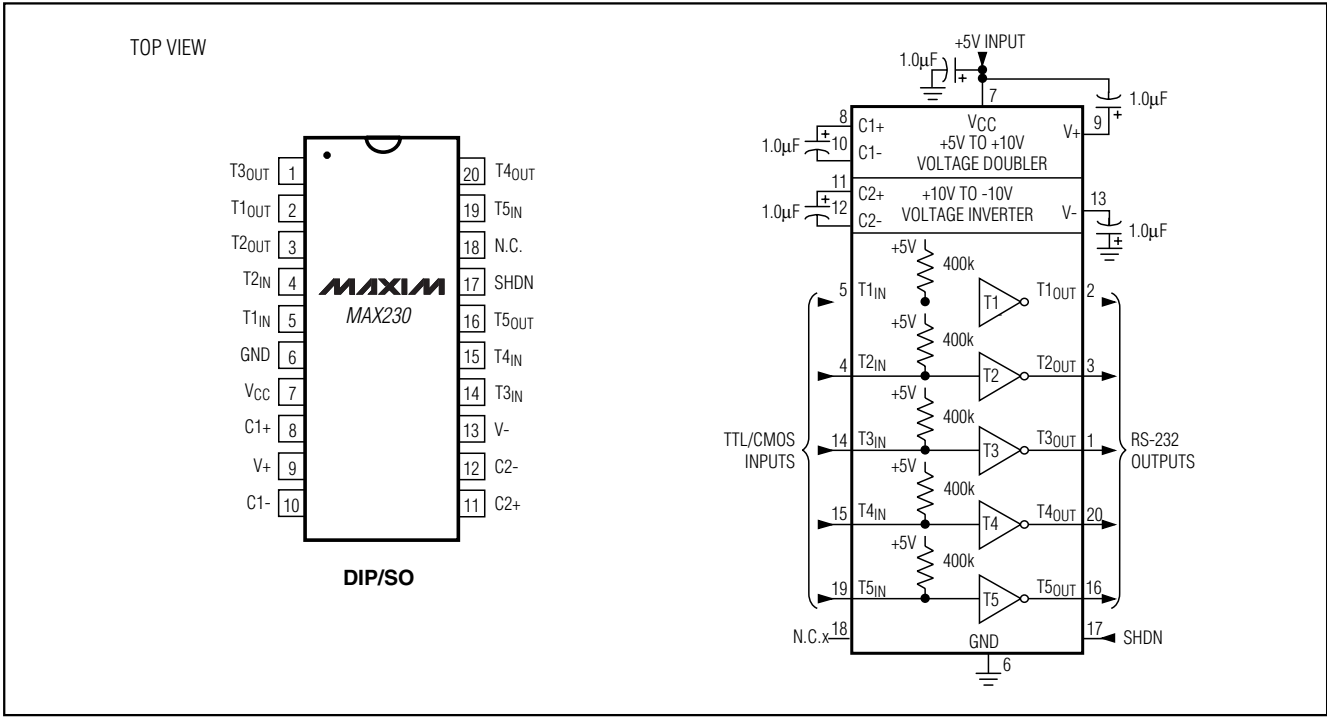 TOP VIEW
T3OUT 1
T1OUT 2
T2OUT 3
T2IN 4
T1IN 5
GND 6
VCC 7
C1+ 8
V+ 9
C1- 10
20 T4OUT
19 T5IN
18 N.C.
17 SHDN
16 T5OUT
15 T4IN
14 T3IN
13 V-
12 C2-
11 C2+
MAXIM
MAX230
DIP/SO
+5V INPUT
1.0µF
7
1.0µF
8 C1+
1.0µF
10 C1-
VCC
+5V TO +10V
VOLTAGE DOUBLER
V+ 9
11 C2+
1.0µF
12 C2-
+10V TO -10V
VOLTAGE INVERTER
V- 13
1.0µF
+5V
400k
5 T1IN
T1
T1OUT 2
+5V
400k
4 T2IN
T2
T2OUT 3
+5V
400k
14 T3IN
T3
T3OUT 1
+5V
400k
15 T4IN
T4
T4OUT 20
+5V
400k
19 T5IN
T5
T5OUT 16
TTL/CMOS
INPUTS
RS-232
OUTPUTS
N.C.x 18
GND
6
17 SHDN